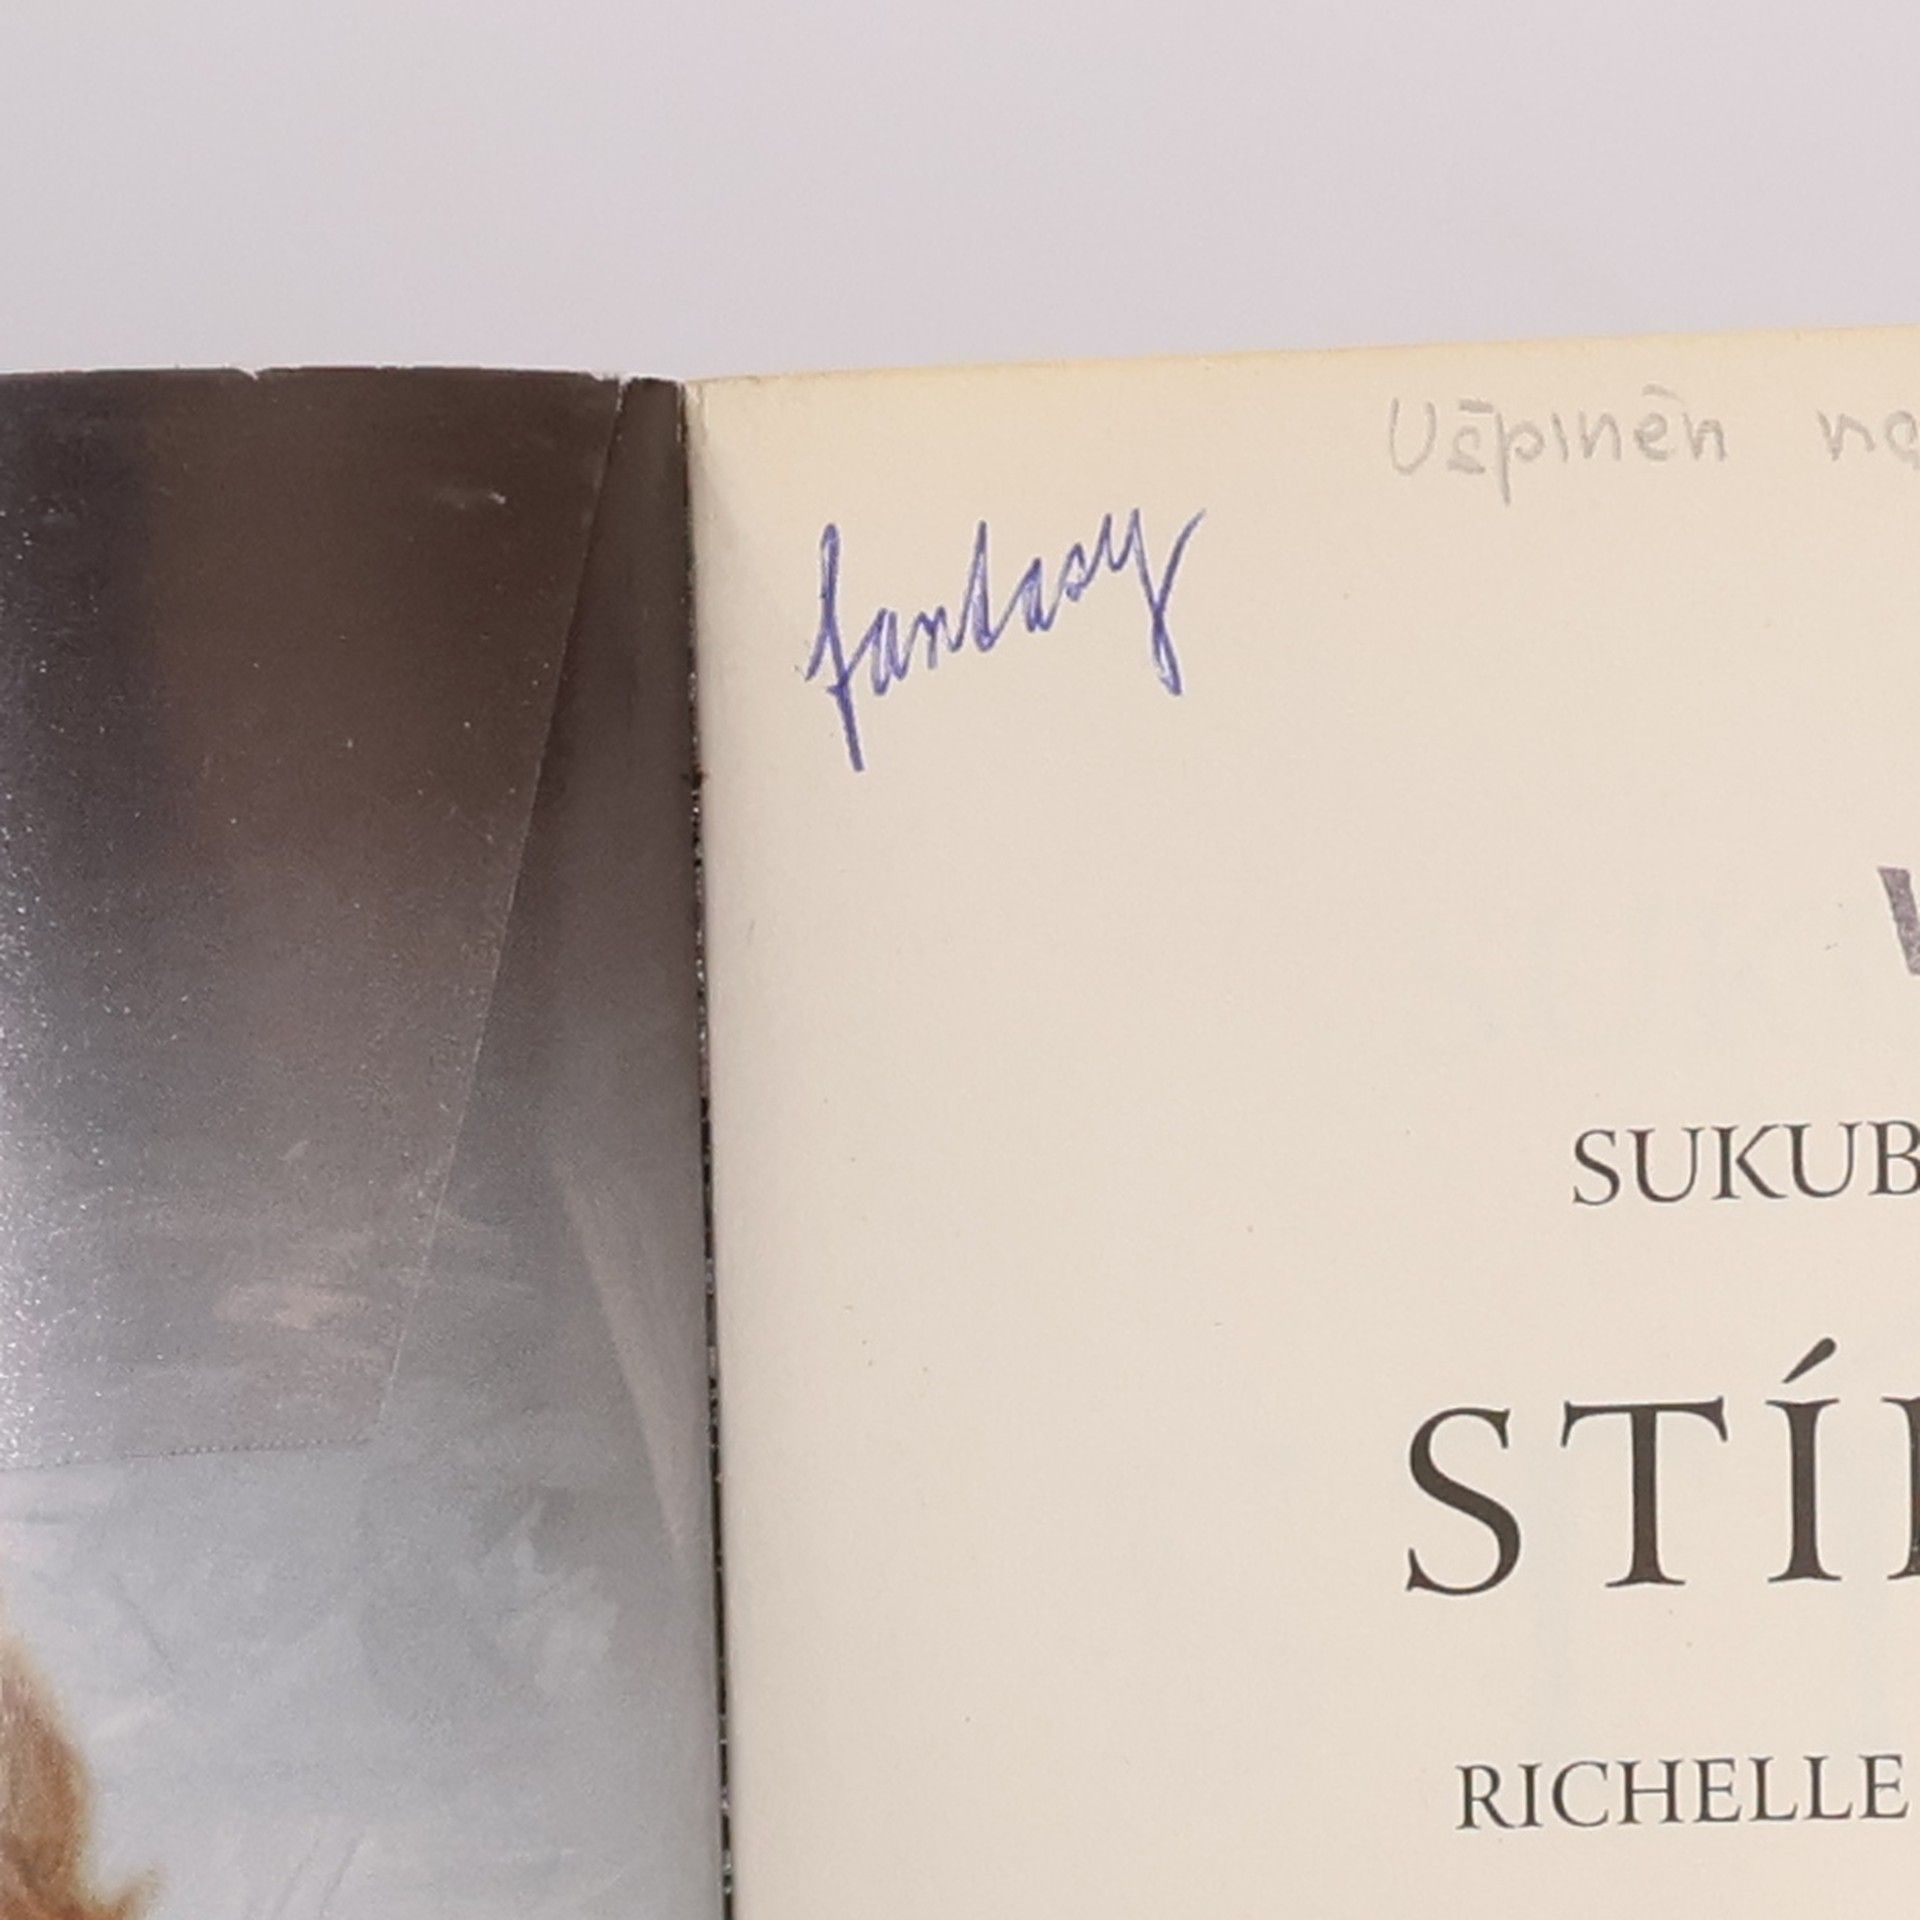 Ušpiněn na
fantasy
V
SUKUB
STÍ
RICHELLE